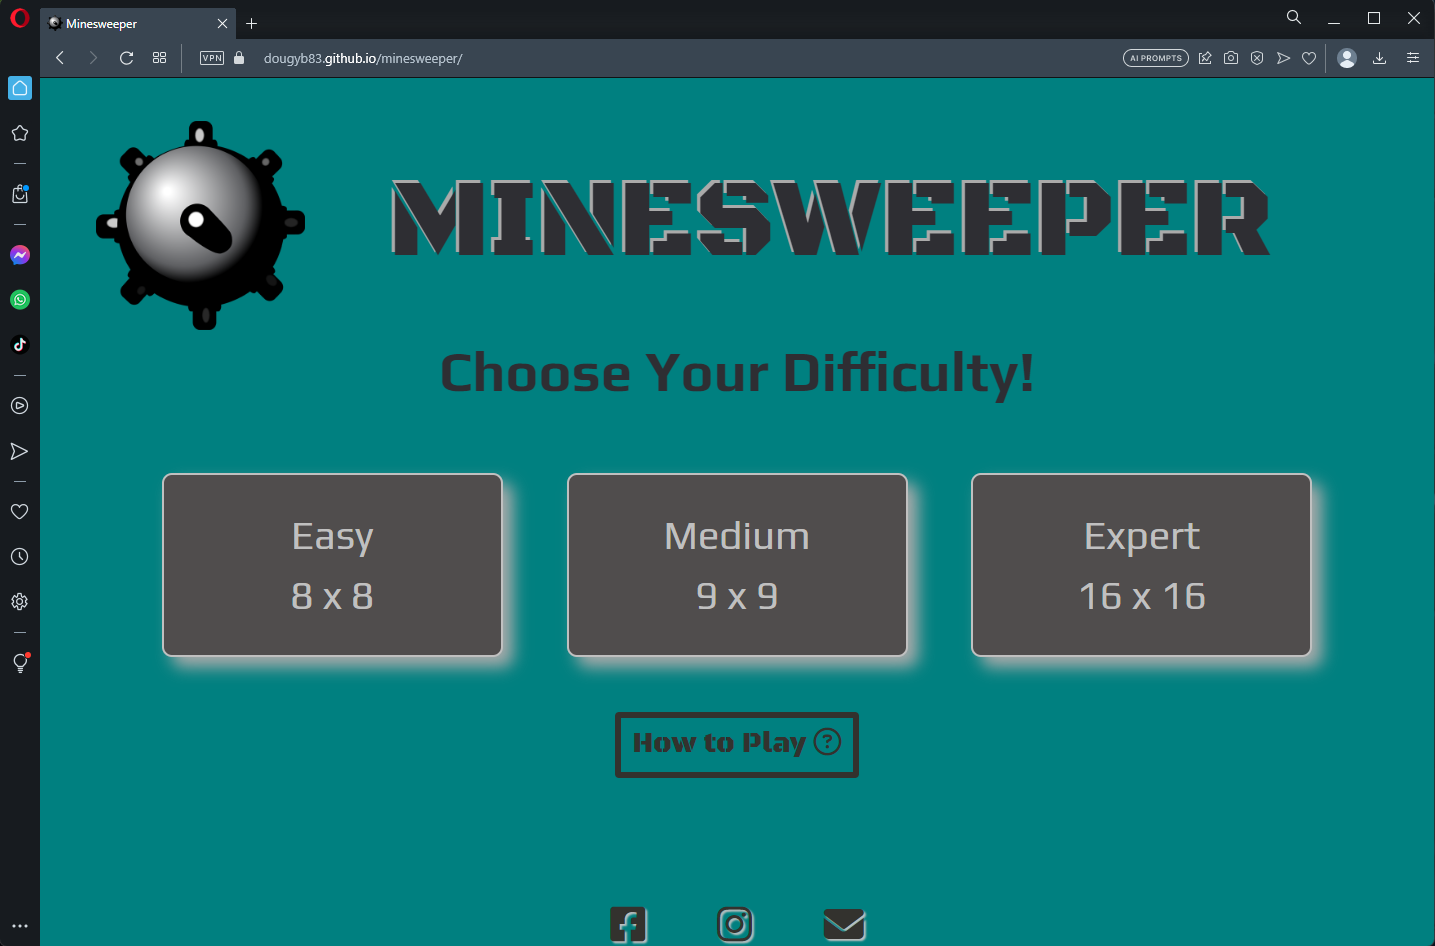 Minesweeper
VPN
dougyb83.github.io/minesweeper/
AI PROMPTS
MINESWEEPER
Choose Your Difficulty!
Easy
8 x 8
Medium
9 x 9
Expert
16 x 16
How to Play ?